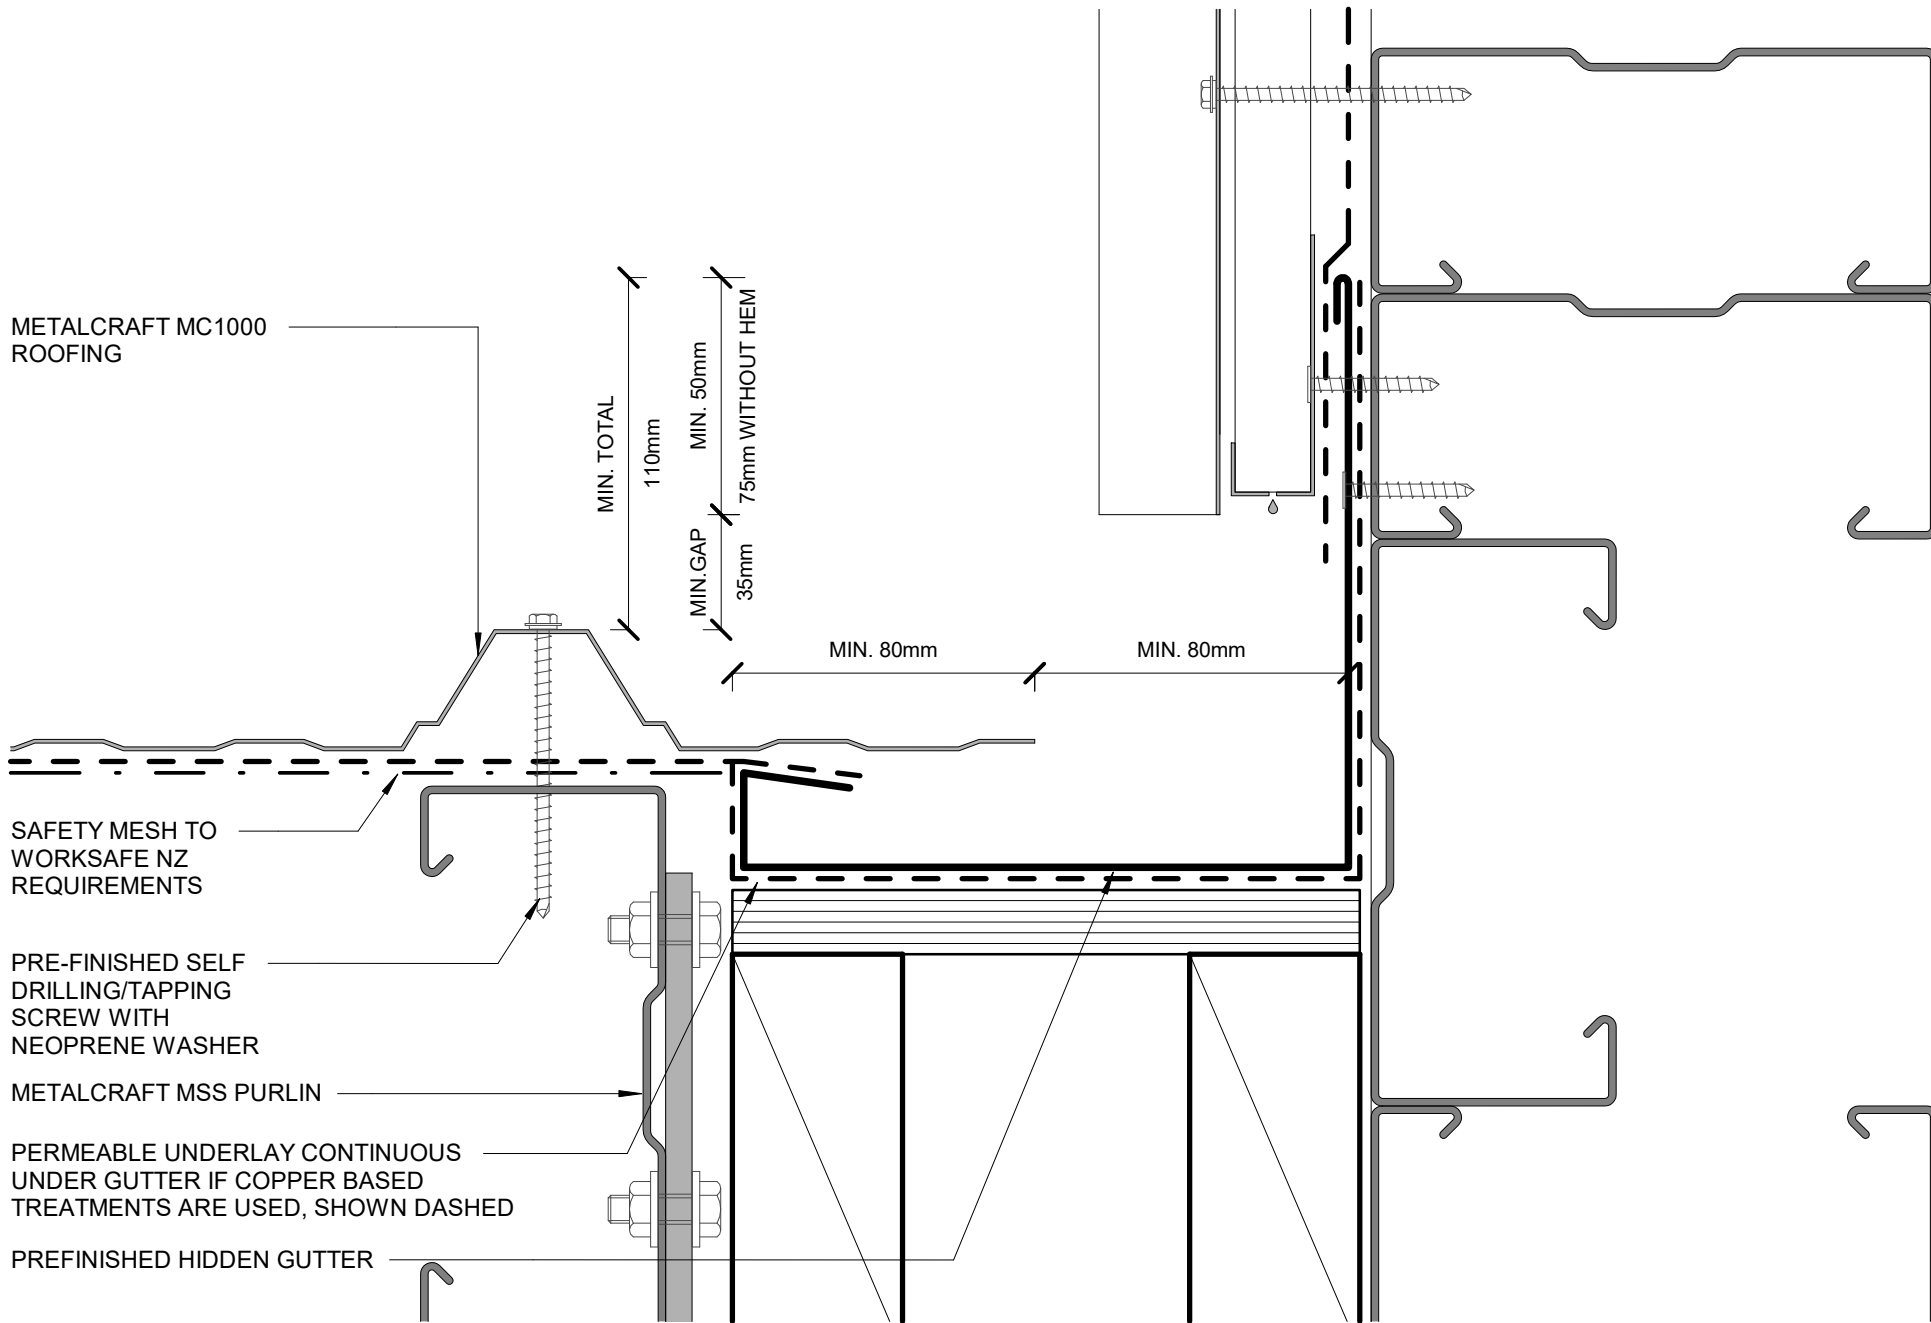 METALCRAFT MC1000
ROOFING
MIN. TOTAL
110mm
MIN. 50mm
75mm WITHOUT HEM
MIN.GAP
35mm
MIN. 80mm
MIN. 80mm
SAFETY MESH TO
WORKSAFE NZ
REQUIREMENTS
PRE-FINISHED SELF
DRILLING/TAPPING
SCREW WITH
NEOPRENE WASHER
METALCRAFT MSS PURLIN
PERMEABLE UNDERLAY CONTINUOUS
UNDER GUTTER IF COPPER BASED
TREATMENTS ARE USED, SHOWN DASHED
PREFINISHED HIDDEN GUTTER